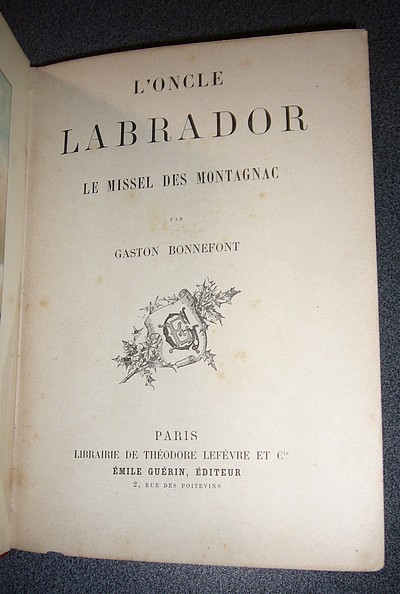 L'ONCLE
LABRADOR
LE MISSEL DES MONTAGNAC
PAR
GASTON BONNEFONT
PARIS
LIBRAIRIE DE THÉODORE LEFÈVRE ET Cie
ÉMILE GUÉRIN, ÉDITEUR
2, RUE DES POITEVINS